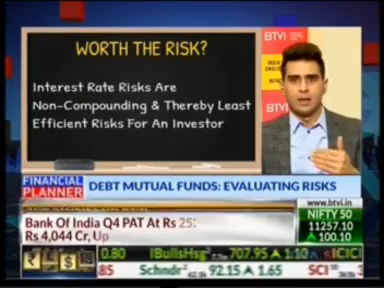 WORTH THE RISK?
BTVi
Interest Rate Risks Are
Non-Compounding & Thereby Least
Efficient Risks For An Investor
FINANCIAL
PLANNER
DEBT MUTUAL FUNDS: EVALUATING RISKS
www.btvi.in
Bank Of India Q4 PAT At Rs 25
Rs 4,044 Cr, Up
NIFTY 50
11257.10
100.10
0.80 IBullsHsg 707.95 1.10 ICICI
85 Schndr 92.15 1.65 SCI